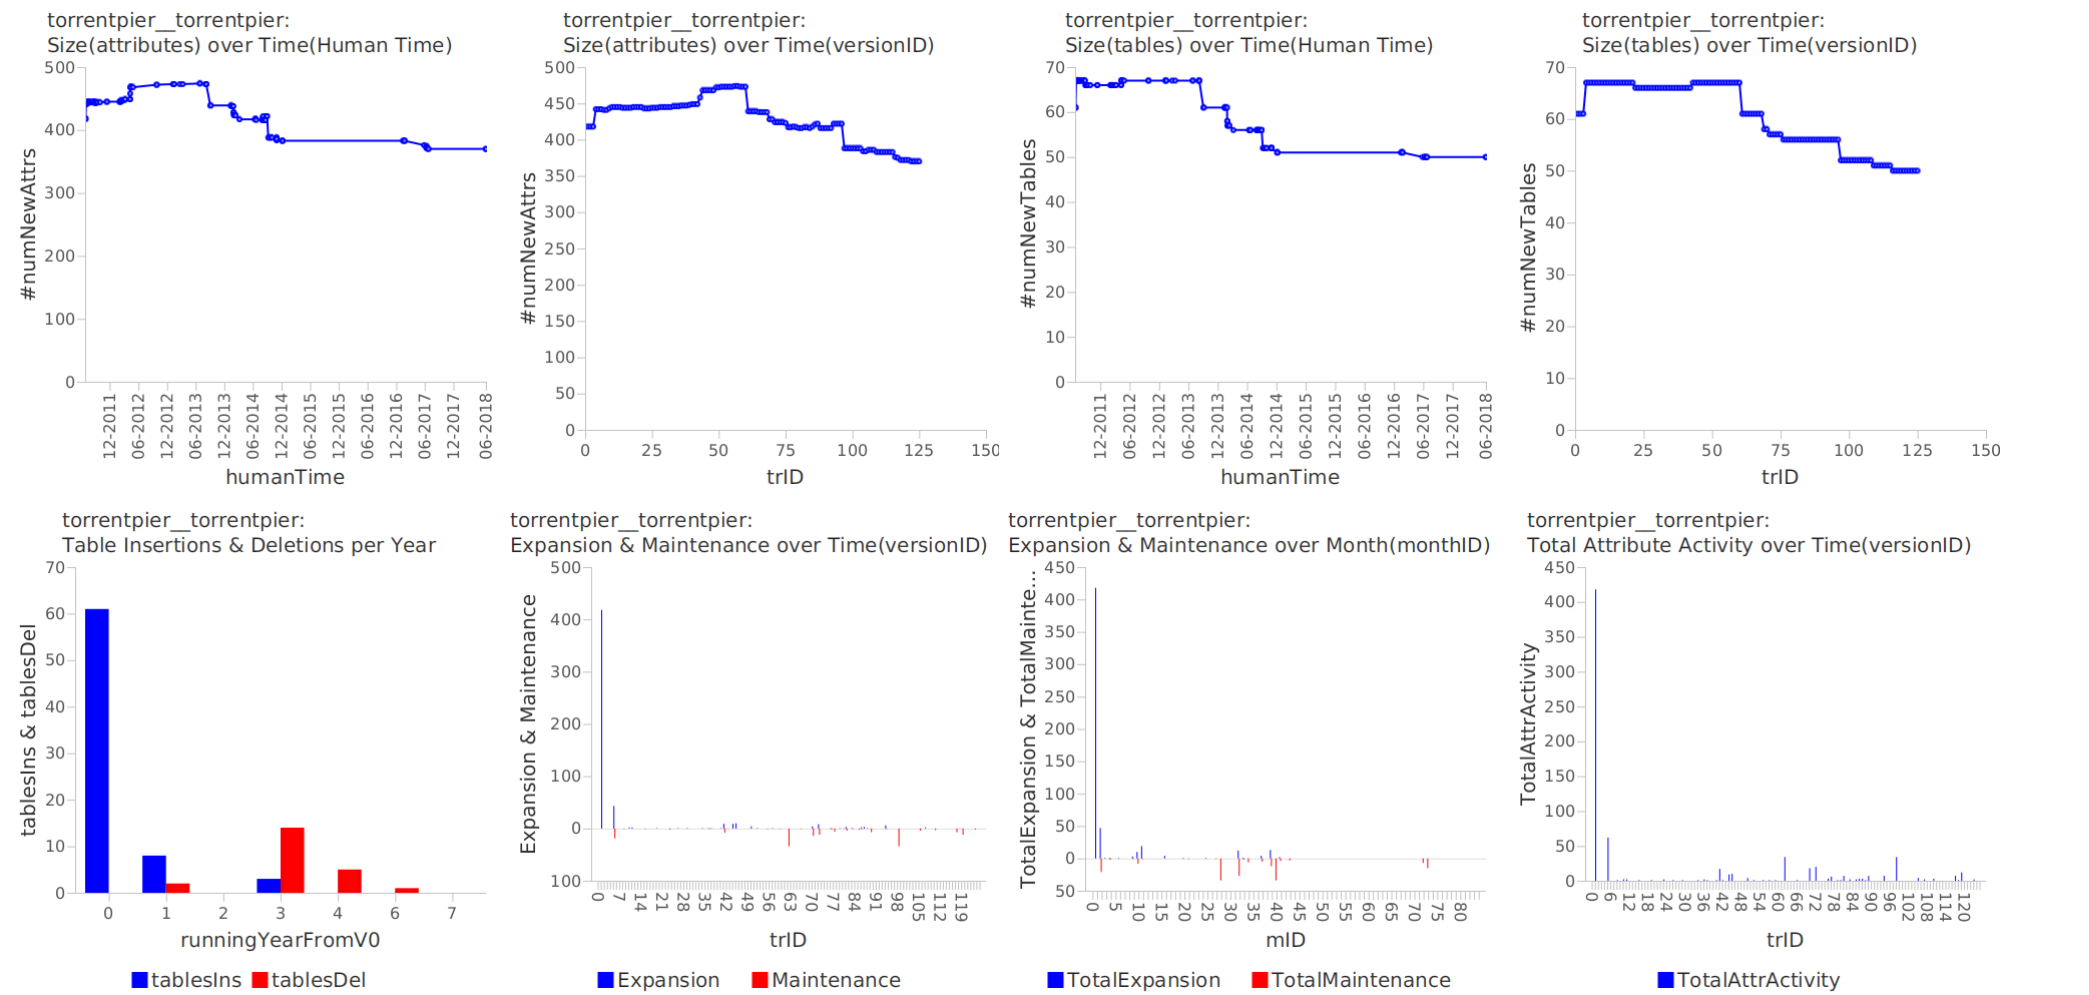 torrentpier__torrentpier:
Size(attributes) over Time(Human Time)
500
400
300
200
100
0
#numNewAttrs
12-2011
06-2012
12-2012
06-2013
12-2013
06-2014
12-2014
06-2015
12-2015
06-2016
12-2016
06-2017
12-2017
06-2018
humanTime
torrentpier__torrentpier:
Size(attributes) over Time(versionID)
500
450
400
350
300
250
200
150
100
50
0
#numNewAttrs
0 25 50 75 100 125 150
trID
torrentpier__torrentpier:
Size(tables) over Time(Human Time)
70
60
50
40
30
20
10
0
#numNewTables
12-2011
06-2012
12-2012
06-2013
12-2013
06-2014
12-2014
06-2015
12-2015
06-2016
12-2016
06-2017
12-2017
06-2018
humanTime
torrentpier__torrentpier:
Size(tables) over Time(versionID)
70
60
50
40
30
20
10
0
#numNewTables
0 25 50 75 100 125 150
trID
torrentpier__torrentpier:
Table Insertions & Deletions per Year
70
60
50
40
30
20
10
0
tablesIns & tablesDel
0 1 2 3 4 6 7
runningYearFromV0
tablesIns tablesDel
torrentpier__torrentpier:
Expansion & Maintenance over Time(versionID)
500
400
300
200
100
0
100
Expansion & Maintenance
0 7 14 21 28 35 42 49 56 63 70 77 84 91 98 105 112 119
trID
Expansion Maintenance
torrentpier__torrentpier:
Expansion & Maintenance over Month(monthID)
450
400
350
300
250
200
150
100
50
0
50
TotalExpansion & TotalMainte...
0 5 10 15 20 25 30 35 40 45 50 55 60 65 70 75 80
mID
TotalExpansion TotalMaintenance
torrentpier__torrentpier:
Total Attribute Activity over Time(versionID)
450
400
350
300
250
200
150
100
50
0
TotalAttrActivity
0 6 12 18 24 30 36 42 48 54 60 66 72 78 84 90 96 102 108 114 120
trID
TotalAttrActivity